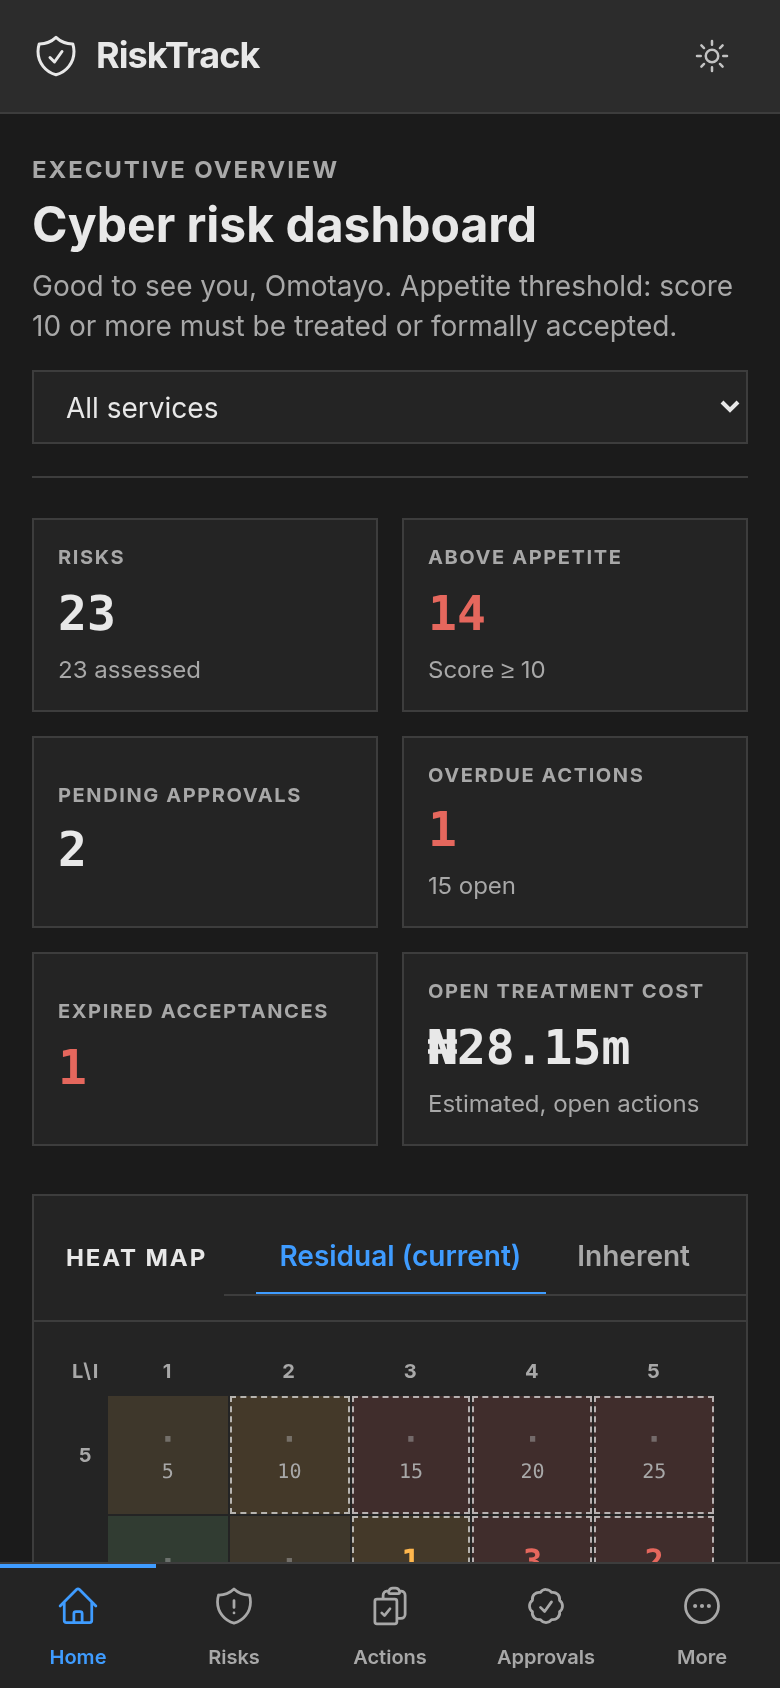 RiskTrack
EXECUTIVE OVERVIEW
Cyber risk dashboard
Good to see you, Omotayo. Appetite threshold: score
10 or more must be treated or formally accepted.
All services
RISKS
23
23 assessed
ABOVE APPETITE
14
Score ≥ 10
PENDING APPROVALS
2
OVERDUE ACTIONS
1
15 open
EXPIRED ACCEPTANCES
1
OPEN TREATMENT COST
₦28.15m
Estimated, open actions
HEAT MAP Residual (current) Inherent
L\I 1 2 3 4 5
· · · · ·
5 5 10 15 20 25
· · 1 3 2
Home Risks Actions Approvals More